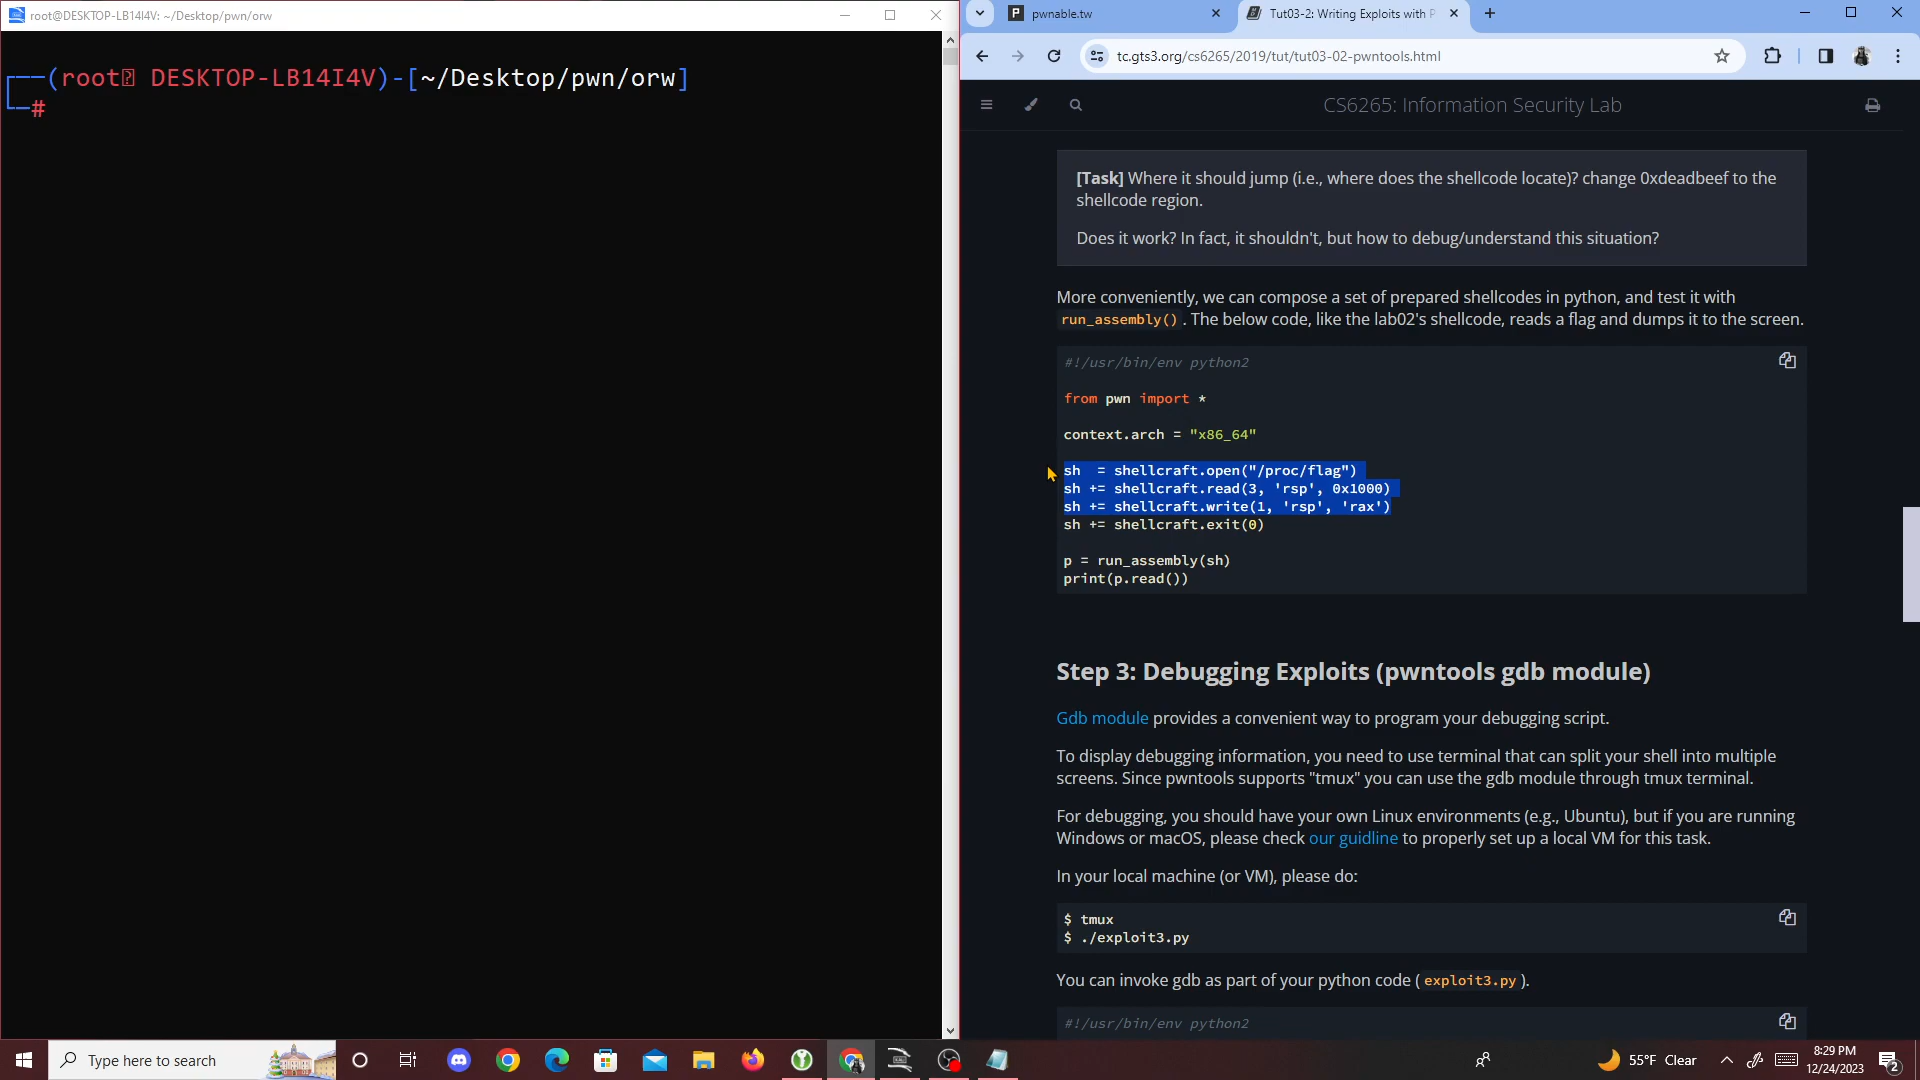 root@DESKTOP-LB14I4V: ~/Desktop/pwn/orw
┌──(root⍰ DESKTOP-LB14I4V)-[~/Desktop/pwn/orw]
└─#
pwnable.tw
Tut03-2: Writing Exploits with P
tc.gts3.org/cs6265/2019/tut/tut03-02-pwntools.html
CS6265: Information Security Lab
[Task] Where it should jump (i.e., where does the shellcode locate)? change 0xdeadbeef to the
shellcode region.
Does it work? In fact, it shouldn't, but how to debug/understand this situation?
More conveniently, we can compose a set of prepared shellcodes in python, and test it with
run_assembly(). The below code, like the lab02's shellcode, reads a flag and dumps it to the screen.
#!/usr/bin/env python2
from pwn import *
context.arch = "x86_64"
sh  = shellcraft.open("/proc/flag")
sh += shellcraft.read(3, 'rsp', 0x1000)
sh += shellcraft.write(1, 'rsp', 'rax')
sh += shellcraft.exit(0)
p = run_assembly(sh)
print(p.read())
Step 3: Debugging Exploits (pwntools gdb module)
Gdb module provides a convenient way to program your debugging script.
To display debugging information, you need to use terminal that can split your shell into multiple
screens. Since pwntools supports "tmux" you can use the gdb module through tmux terminal.
For debugging, you should have your own Linux environments (e.g., Ubuntu), but if you are running
Windows or macOS, please check our guidline to properly set up a local VM for this task.
In your local machine (or VM), please do:
$ tmux
$ ./exploit3.py
You can invoke gdb as part of your python code (exploit3.py).
#!/usr/bin/env python2
Type here to search
55°F Clear
8:29 PM
12/24/2023
2